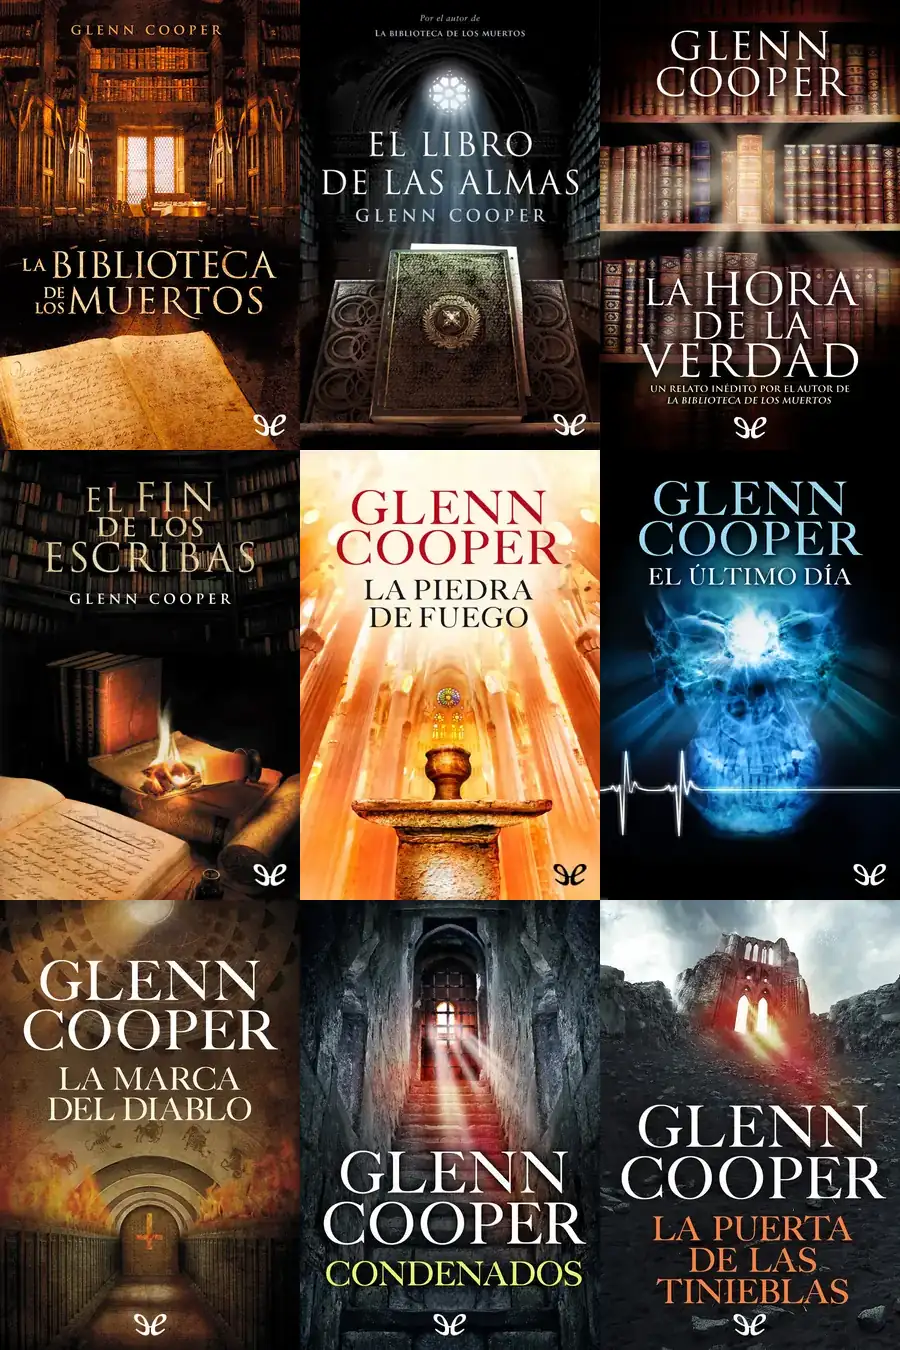 GLENN COOPER
LA BIBLIOTECA
DE LOS MUERTOS
Por el autor de
LA BIBLIOTECA DE LOS MUERTOS
EL LIBRO
DE LAS ALMAS
GLENN COOPER
GLENN
COOPER
LA HORA
DE LA
VERDAD
UN RELATO INÉDITO POR EL AUTOR DE
LA BIBLIOTECA DE LOS MUERTOS
EL FIN
DE LOS
ESCRIBAS
GLENN COOPER
GLENN
COOPER
LA PIEDRA
DE FUEGO
GLENN
COOPER
EL ÚLTIMO DÍA
GLENN
COOPER
LA MARCA
DEL DIABLO
GLENN
COOPER
CONDENADOS
GLENN
COOPER
LA PUERTA
DE LAS
TINIEBLAS